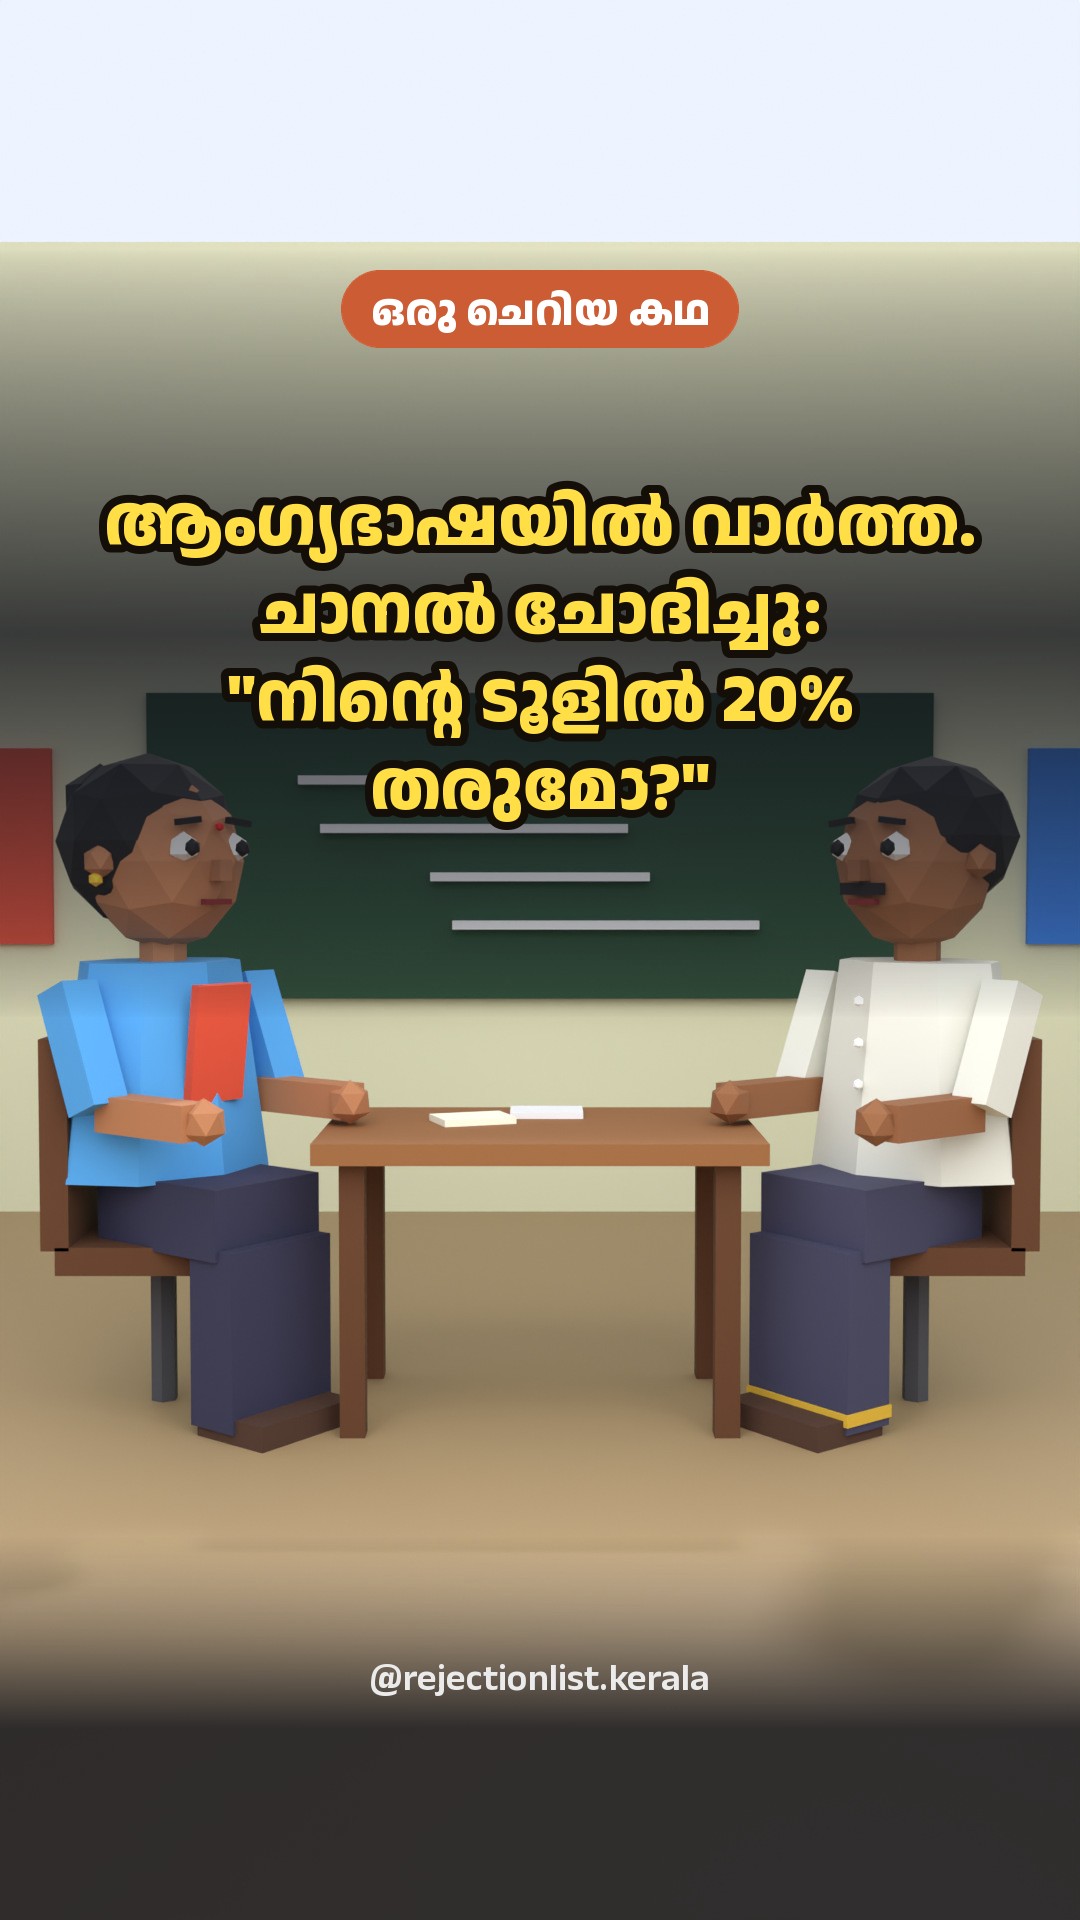 ഒരു ചെറിയ കഥ
ആംഗ്യഭാഷയിൽ വാർത്ത.
ചാനൽ ചോദിച്ചു:
"നിന്റെ ടൂളിൽ 20%
തരുമോ?"
@rejectionlist.kerala